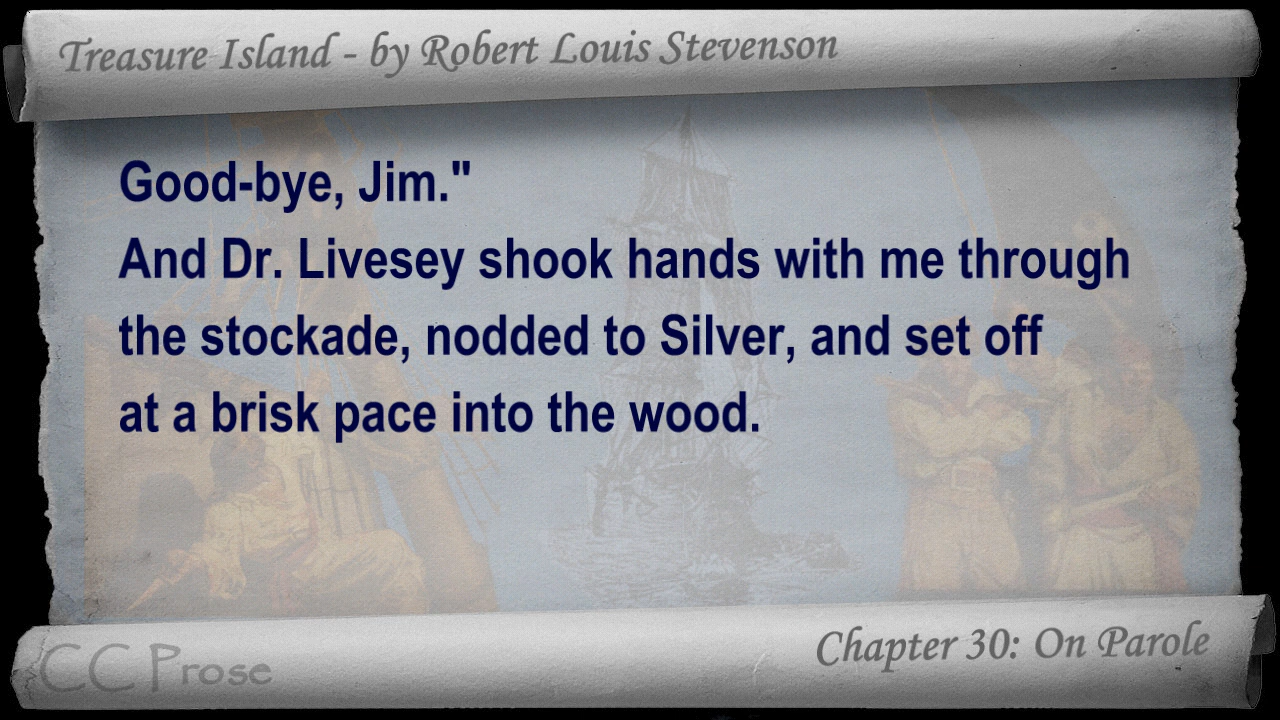 Treasure Island - by Robert Louis Stevenson
Good-bye, Jim."
And Dr. Livesey shook hands with me through
the stockade, nodded to Silver, and set off
at a brisk pace into the wood.
CC Prose
Chapter 30: On Parole